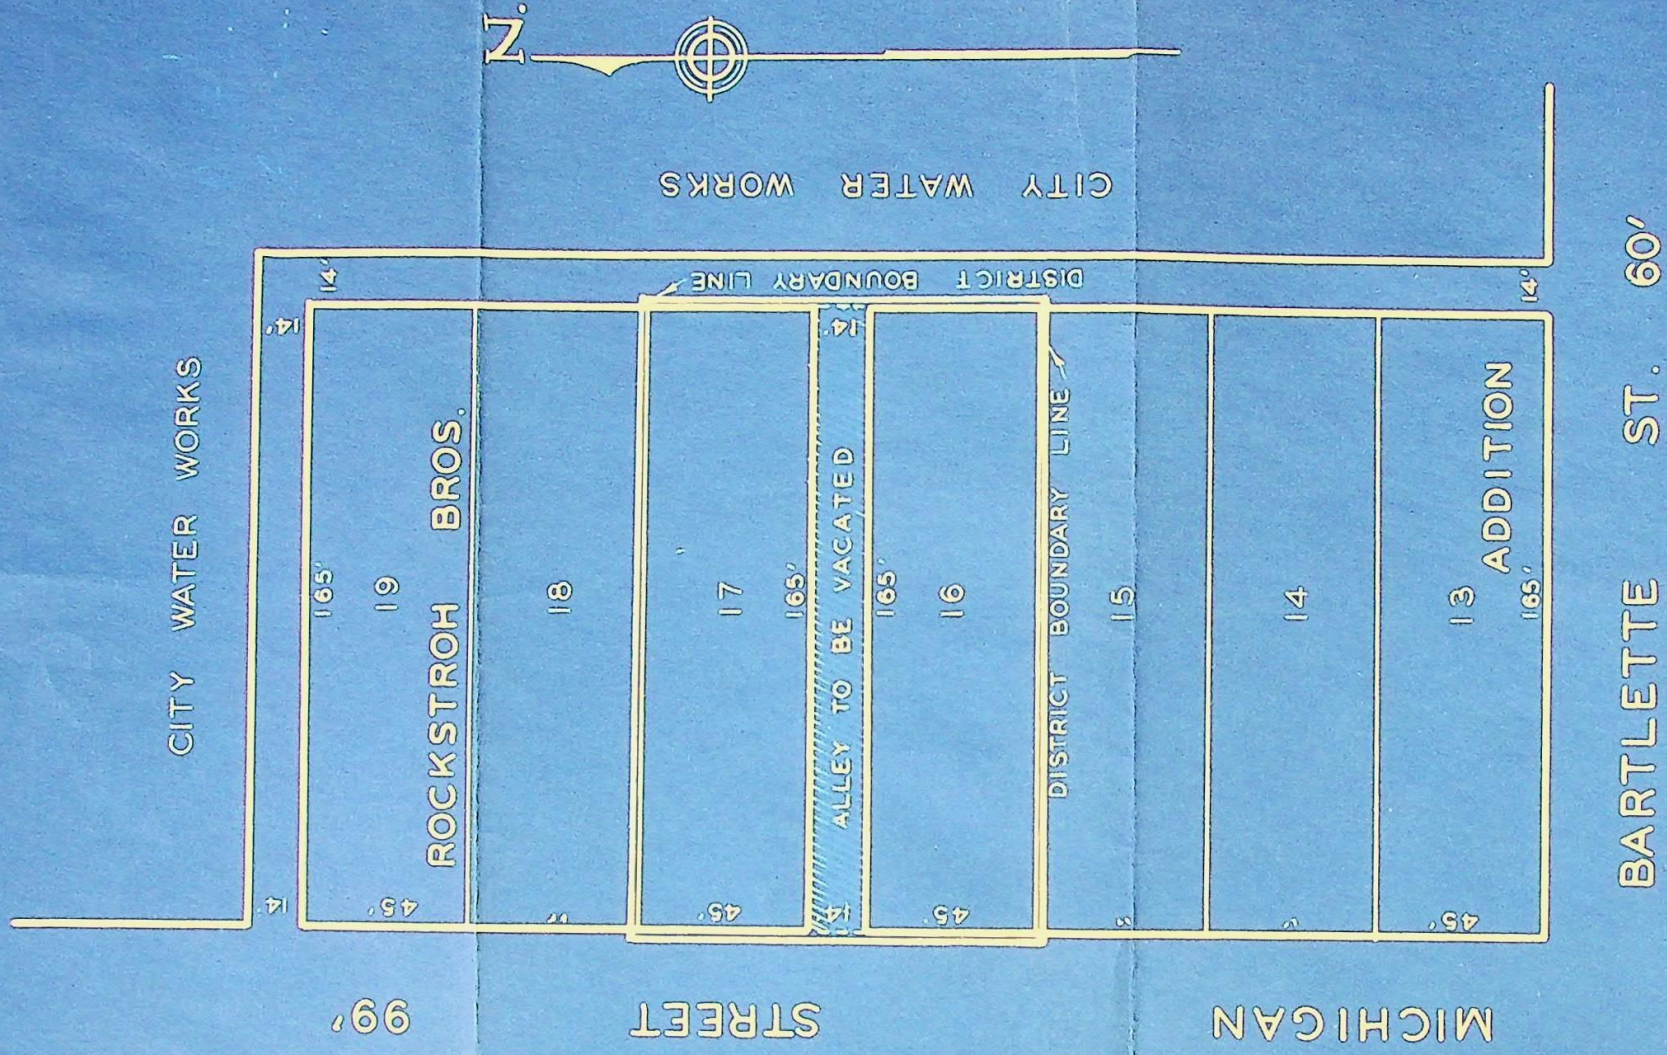 N.
CITY WATER WORKS
CITY WATER WORKS
DISTRICT BOUNDARY LINE
14'
14'
14'
14'
ROCKSTROH BROS.
ADDITION
165'
19
18
17
165'
14'
ALLEY TO BE VACATED
165'
16
DISTRICT BOUNDARY LINE
15
14
13
165'
14'
45'
"
45'
14'
45'
"
"
45'
MICHIGAN STREET 99'
BARTLETTE ST. 60'